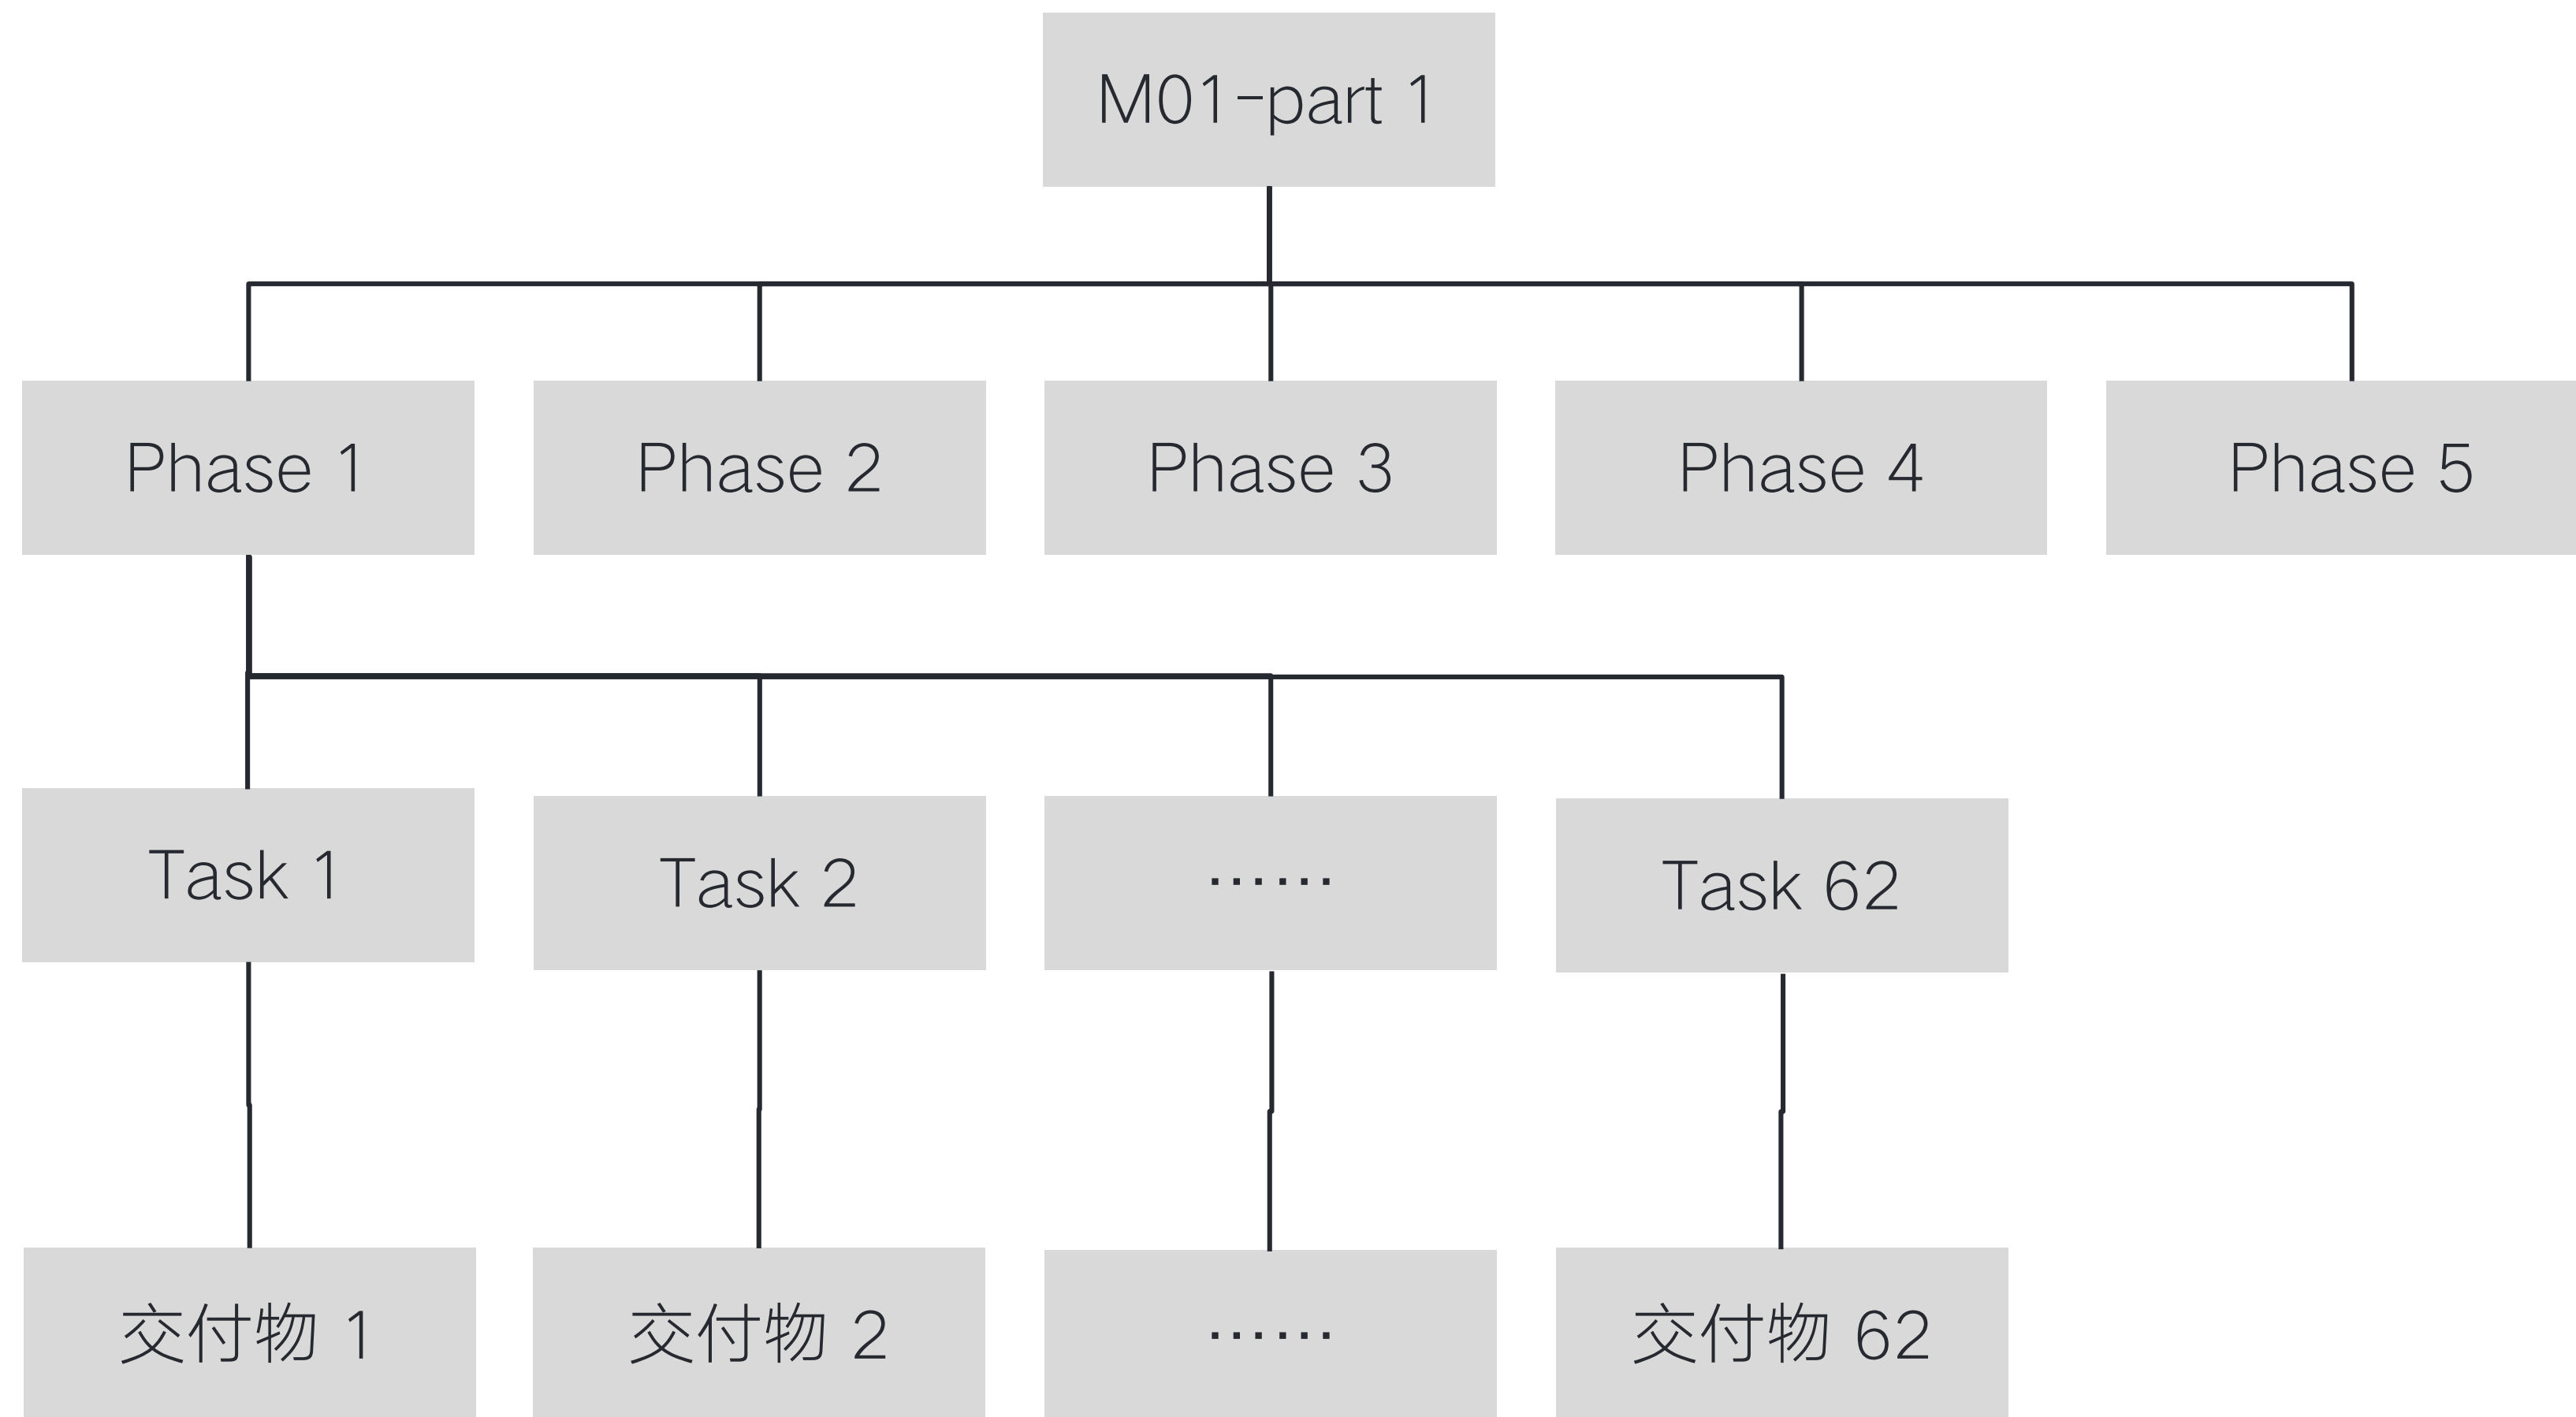 M01-part 1
Phase 1
Phase 2
Phase 3
Phase 4
Phase 5
Task 1
Task 2
……
Task 62
交付物 1
交付物 2
……
交付物 62